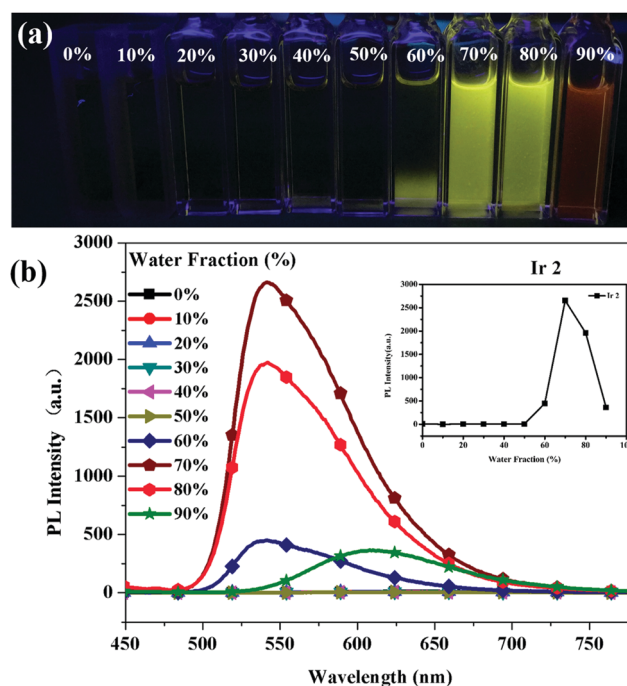 (a)
0% 10% 20% 30% 40% 50% 60% 70% 80% 90%
(b)
Water Fraction (%)
0%
10%
20%
30%
40%
50%
60%
70%
80%
90%
3000
2500
2000
1500
1000
500
0
PL Intensity (a.u.)
450 500 550 600 650 700 750
Wavelength (nm)
Ir 2
Ir 2
3000
2500
2000
1500
1000
500
0
PL Intensity(a.u.)
0 10 20 30 40 50 60 70 80 90
Water Fraction (%)